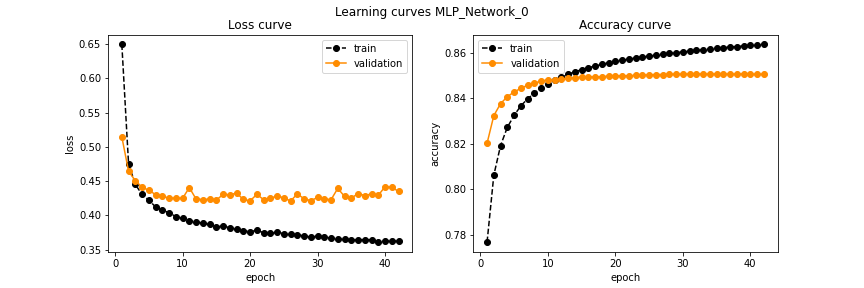 Learning curves MLP_Network_0
Loss curve
0.65
0.60
0.55
0.50
0.45
0.40
0.35
loss
train
validation
0
10
20
30
40
epoch
Accuracy curve
0.86
0.84
0.82
0.80
0.78
accuracy
train
validation
0
10
20
30
40
epoch